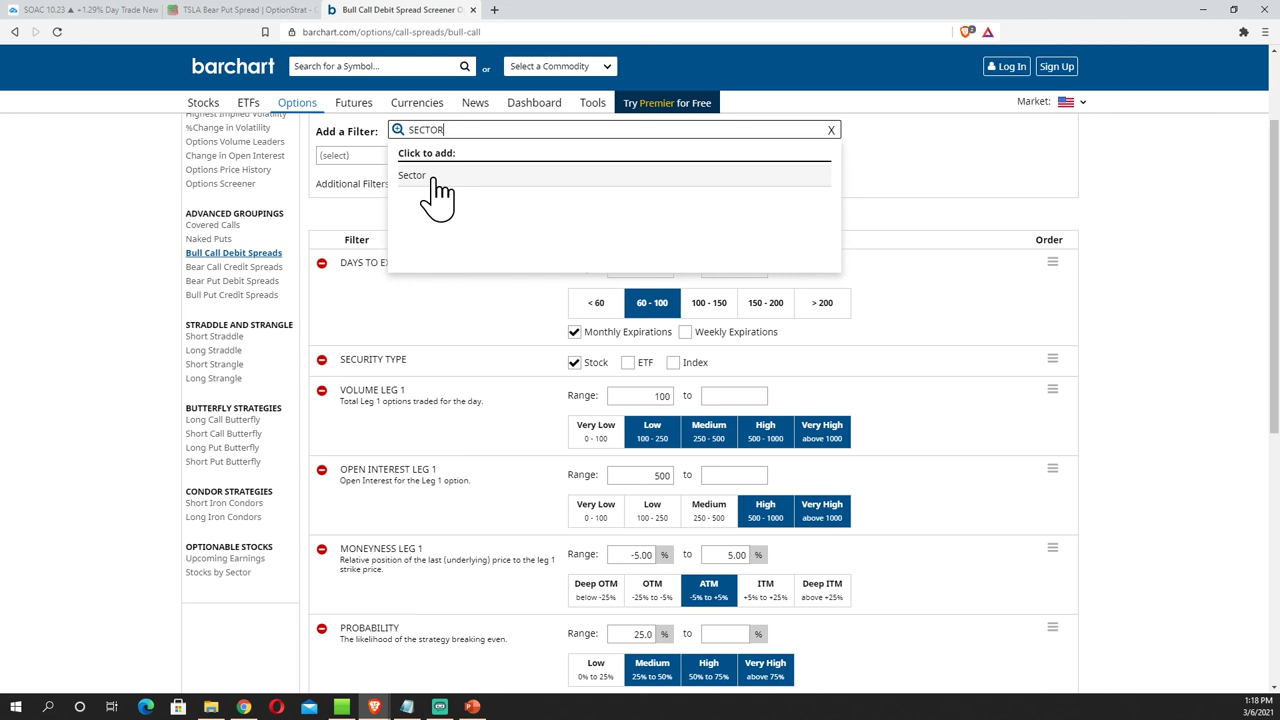 SOAC 10.23 ▲ +1.29% Day Trade New
TSLA Bear Put Spread | OptionStrat -
Bull Call Debit Spread Screener O
barchart.com/options/call-spreads/bull-call
barchart
Search for a Symbol...
or
Select a Commodity
Log In
Sign Up
Stocks
ETFs
Options
Futures
Currencies
News
Dashboard
Tools
Try Premier for Free
Market:
Highest Implied Volatility
%Change in Volatility
Options Volume Leaders
Change in Open Interest
Options Price History
Options Screener
ADVANCED GROUPINGS
Covered Calls
Naked Puts
Bull Call Debit Spreads
Bear Call Credit Spreads
Bear Put Debit Spreads
Bull Put Credit Spreads
STRADDLE AND STRANGLE
Short Straddle
Long Straddle
Short Strangle
Long Strangle
BUTTERFLY STRATEGIES
Long Call Butterfly
Short Call Butterfly
Long Put Butterfly
Short Put Butterfly
CONDOR STRATEGIES
Short Iron Condors
Long Iron Condors
OPTIONABLE STOCKS
Upcoming Earnings
Stocks by Sector
Add a Filter:
SECTOR
X
(select)
Click to add:
Sector
Additional Filters
Filter
Order
DAYS TO E
< 60
60 - 100
100 - 150
150 - 200
> 200
Monthly Expirations
Weekly Expirations
SECURITY TYPE
Stock
ETF
Index
VOLUME LEG 1
Total Leg 1 options traded for the day.
Range: 100 to
Very Low Low Medium High Very High
0 - 100 100 - 250 250 - 500 500 - 1000 above 1000
OPEN INTEREST LEG 1
Open Interest for the Leg 1 option.
Range: 500 to
Very Low Low Medium High Very High
0 - 100 100 - 250 250 - 500 500 - 1000 above 1000
MONEYNESS LEG 1
Relative position of the last (underlying) price to the leg 1
strike price.
Range: -5.00 % to 5.00 %
Deep OTM OTM ATM ITM Deep ITM
below -25% -25% to -5% -5% to +5% +5% to +25% above +25%
PROBABILITY
The likelihood of the strategy breaking even.
Range: 25.0 % to %
Low Medium High Very High
0% to 25% 25% to 50% 50% to 75% above 75%
1:18 PM
3/6/2021